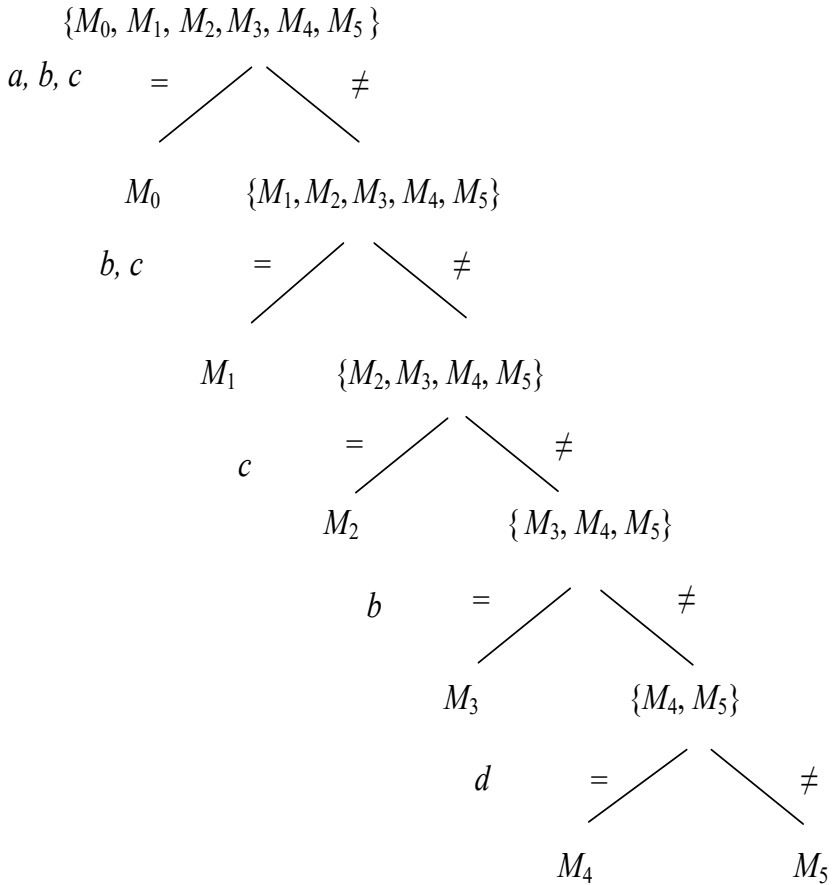 {M₀, M₁, M₂, M₃, M₄, M₅}
a, b, c = ≠
M₀ {M₁, M₂, M₃, M₄, M₅}
b, c = ≠
M₁ {M₂, M₃, M₄, M₅}
c = ≠
M₂ {M₃, M₄, M₅}
b = ≠
M₃ {M₄, M₅}
d = ≠
M₄ M₅